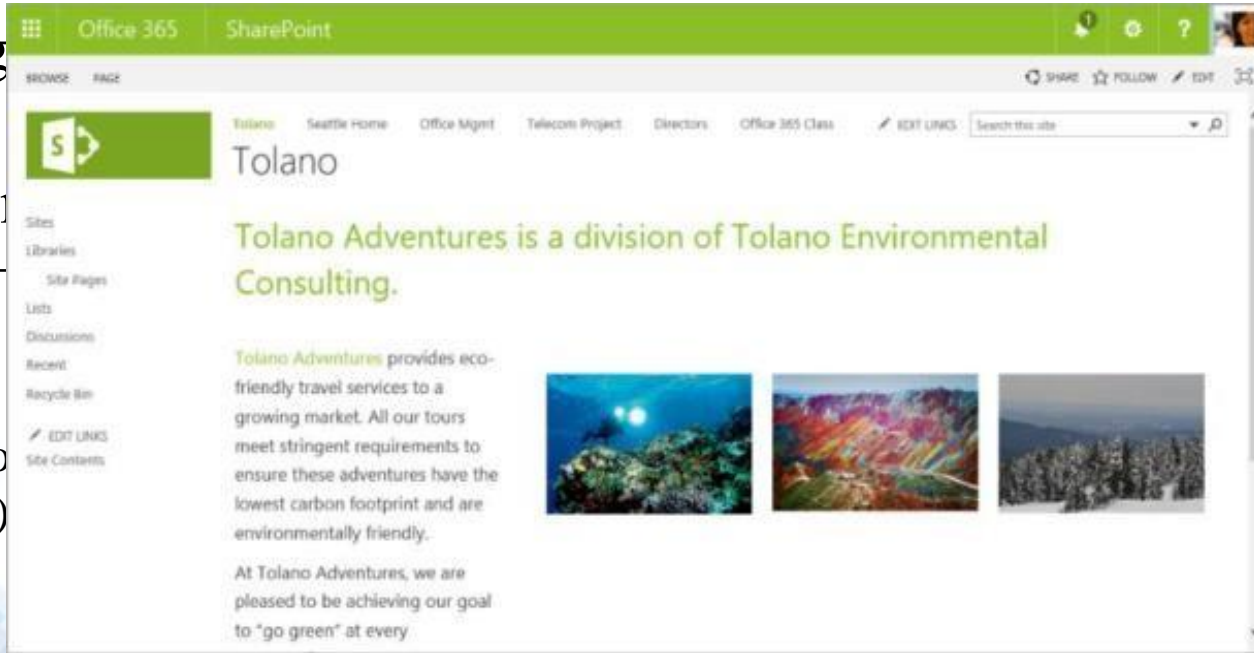 Office 365
SharePoint
1
?
BROWSE PAGE
SHARE FOLLOW EDIT
S
Tolano Seattle Home Office Mgmt Telecom Project Directors Office 365 Class EDIT LINKS Search this site
Tolano
Sites
Libraries
Site Pages
Lists
Discussions
Recent
Recycle Bin
EDIT LINKS
Site Contents
Tolano Adventures is a division of Tolano Environmental
Consulting.
Tolano Adventures provides eco-
friendly travel services to a
growing market. All our tours
meet stringent requirements to
ensure these adventures have the
lowest carbon footprint and are
environmentally friendly.
At Tolano Adventures, we are
pleased to be achieving our goal
to "go green" at every